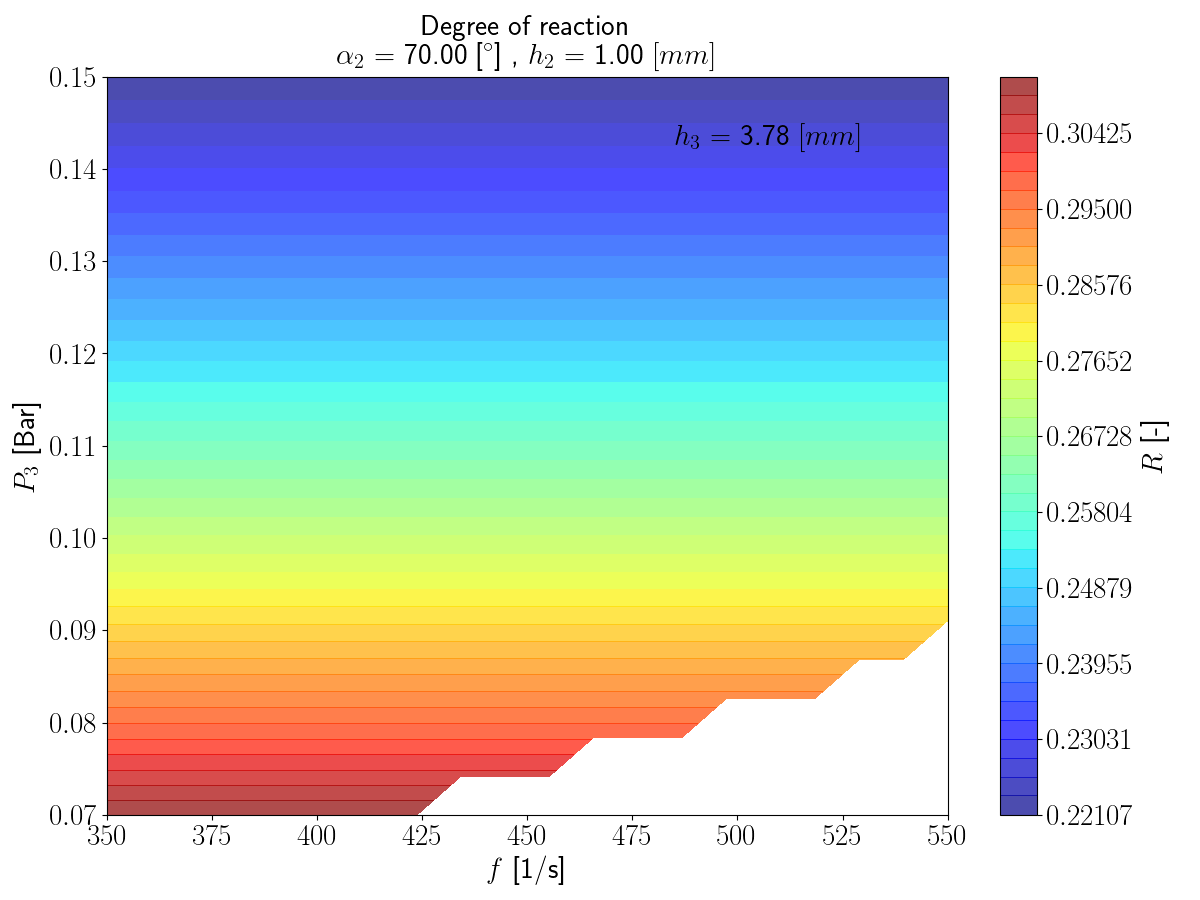 Degree of reaction
α₂ = 70.00 [°] , h₂ = 1.00 [mm]
h₃ = 3.78 [mm]
P₃ [Bar]
0.15
0.14
0.13
0.12
0.11
0.10
0.09
0.08
0.07
350 375 400 425 450 475 500 525 550
f [1/s]
0.30425
0.29500
0.28576
0.27652
0.26728
0.25804
0.24879
0.23955
0.23031
0.22107
R [-]